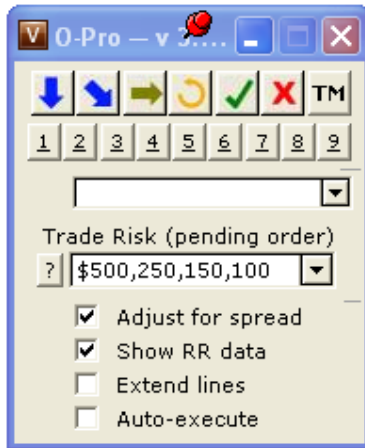 V O-Pro – v 3....
TM
1 2 3 4 5 6 7 8 9
Trade Risk (pending order)
? $500,250,150,100
Adjust for spread
Show RR data
Extend lines
Auto-execute